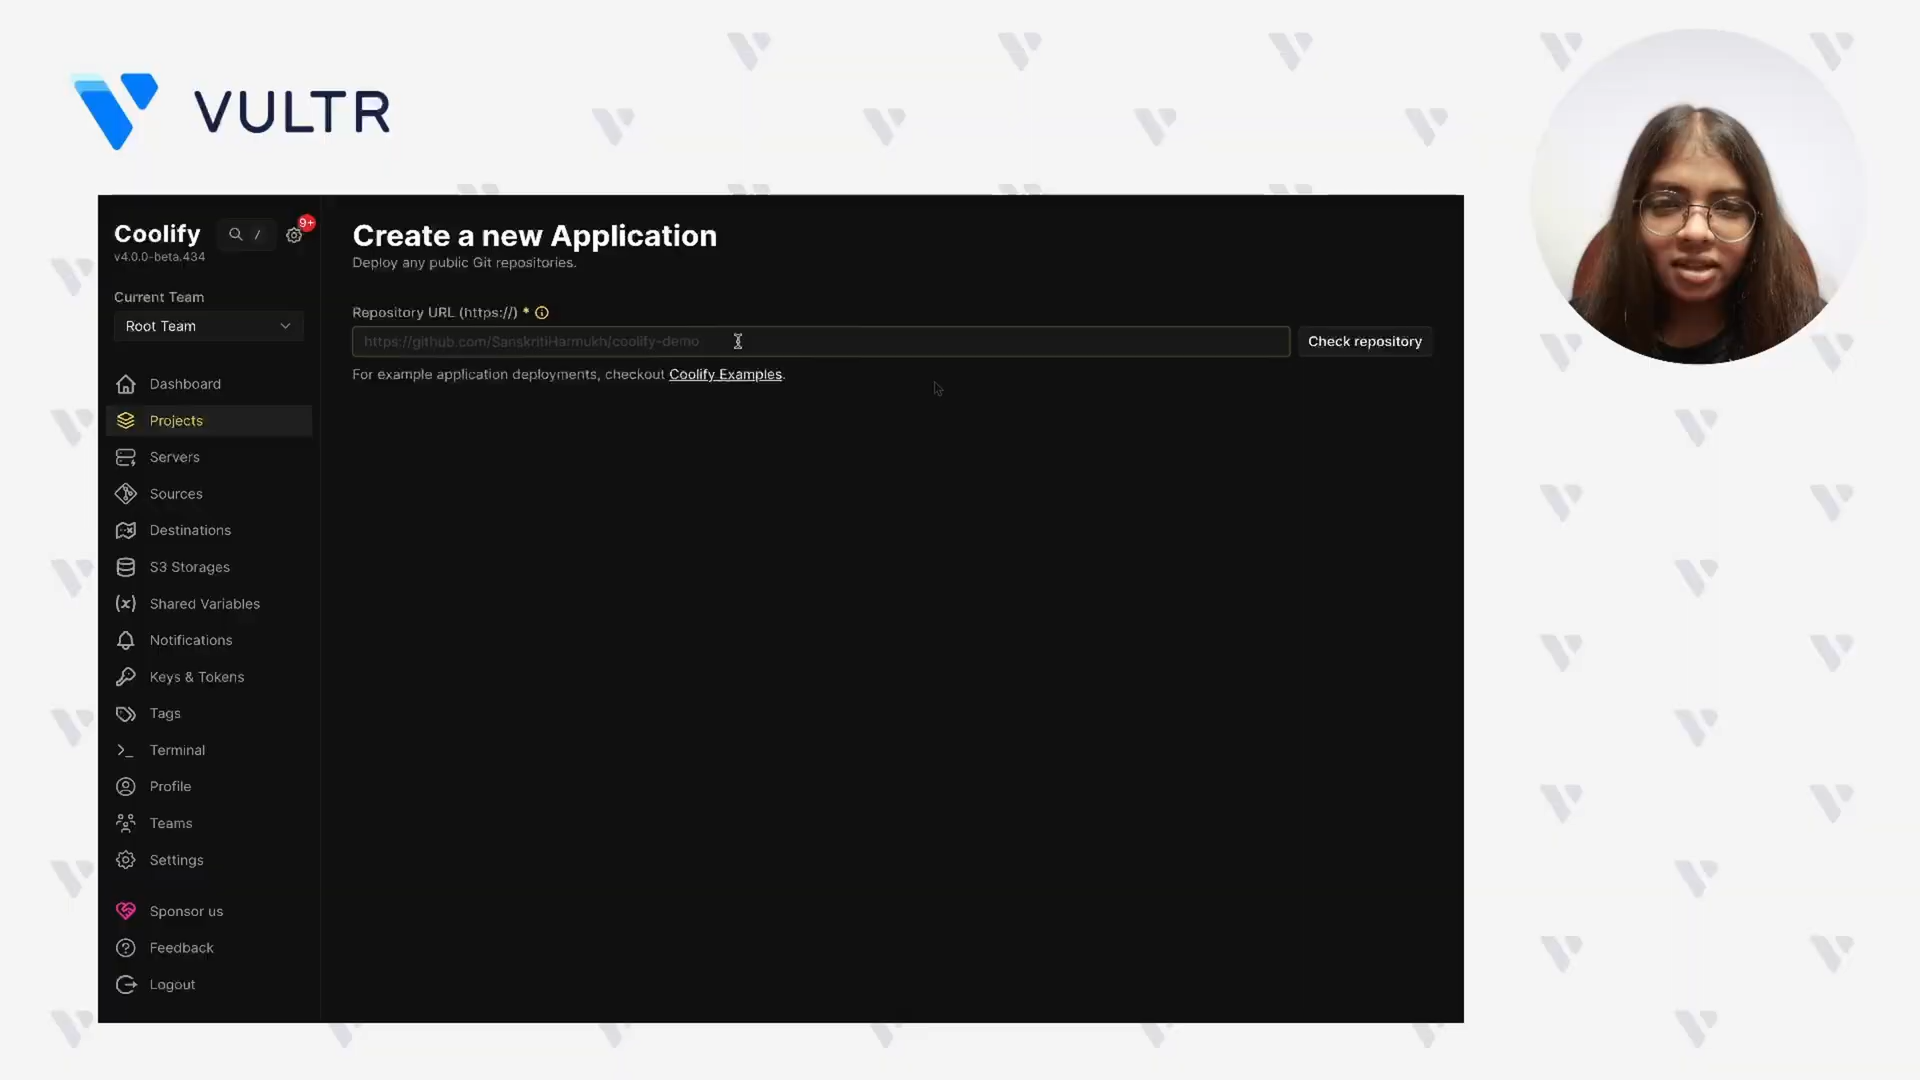 VULTR
Coolify
/
9+
v4.0.0-beta.434
Current Team
Root Team
Dashboard
Projects
Servers
Sources
Destinations
S3 Storages
Shared Variables
Notifications
Keys & Tokens
Tags
Terminal
Profile
Teams
Settings
Sponsor us
Feedback
Logout
Create a new Application
Deploy any public Git repositories.
Repository URL (https://) *
https://github.com/SanskritiHarmukh/coolify-demo
Check repository
For example application deployments, checkout Coolify Examples.